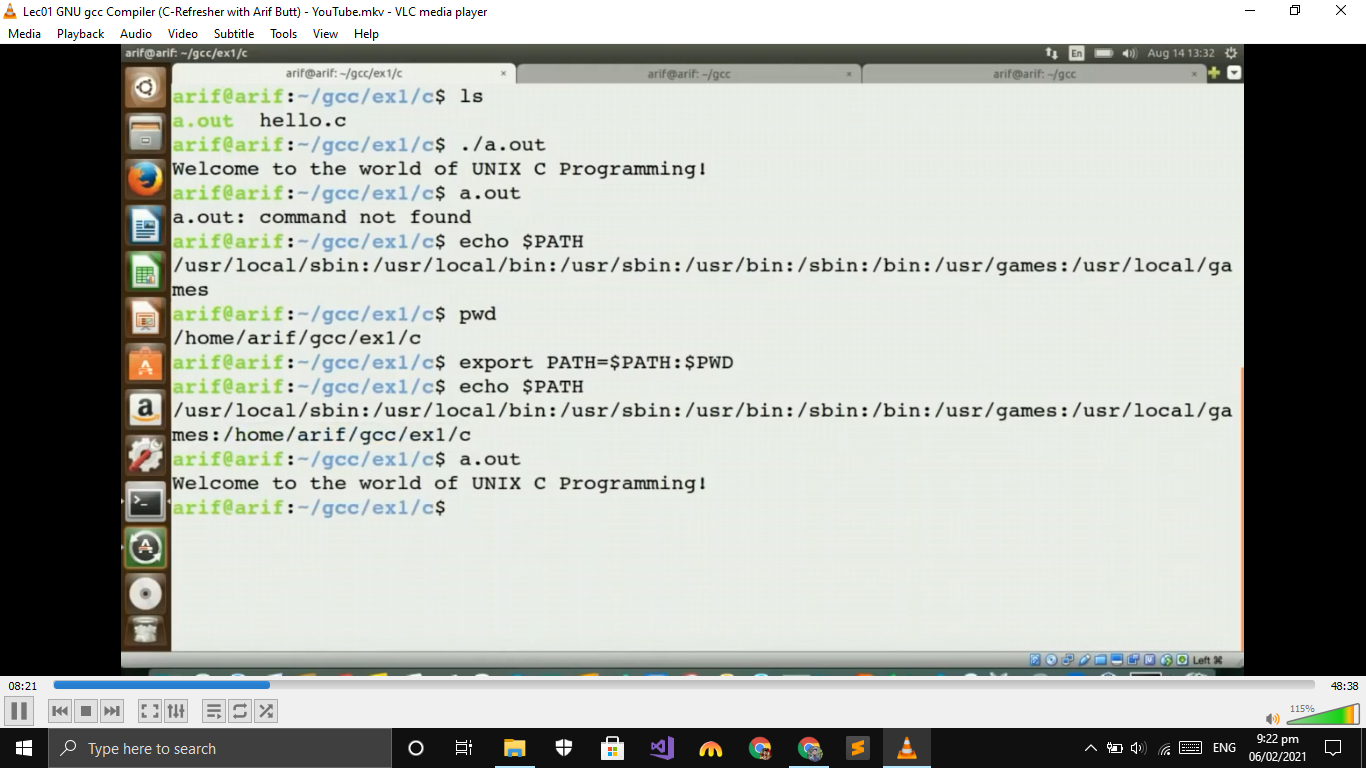 Lec01 GNU gcc Compiler (C-Refresher with Arif Butt) - YouTube.mkv - VLC media player
Media Playback Audio Video Subtitle Tools View Help
arif@arif: ~/gcc/ex1/c
En
Aug 14 13:32
arif@arif: ~/gcc/ex1/c × arif@arif: ~/gcc × arif@arif: ~/gcc ×
arif@arif:~/gcc/ex1/c$ ls
a.out hello.c
arif@arif:~/gcc/ex1/c$ ./a.out
Welcome to the world of UNIX C Programming!
arif@arif:~/gcc/ex1/c$ a.out
a.out: command not found
arif@arif:~/gcc/ex1/c$ echo $PATH
/usr/local/sbin:/usr/local/bin:/usr/sbin:/usr/bin:/sbin:/bin:/usr/games:/usr/local/ga
mes
arif@arif:~/gcc/ex1/c$ pwd
/home/arif/gcc/ex1/c
arif@arif:~/gcc/ex1/c$ export PATH=$PATH:$PWD
arif@arif:~/gcc/ex1/c$ echo $PATH
/usr/local/sbin:/usr/local/bin:/usr/sbin:/usr/bin:/sbin:/bin:/usr/games:/usr/local/ga
mes:/home/arif/gcc/ex1/c
arif@arif:~/gcc/ex1/c$ a.out
Welcome to the world of UNIX C Programming!
arif@arif:~/gcc/ex1/c$
Left ⌘
08:21
48:38
115%
Type here to search
ENG
9:22 pm
06/02/2021